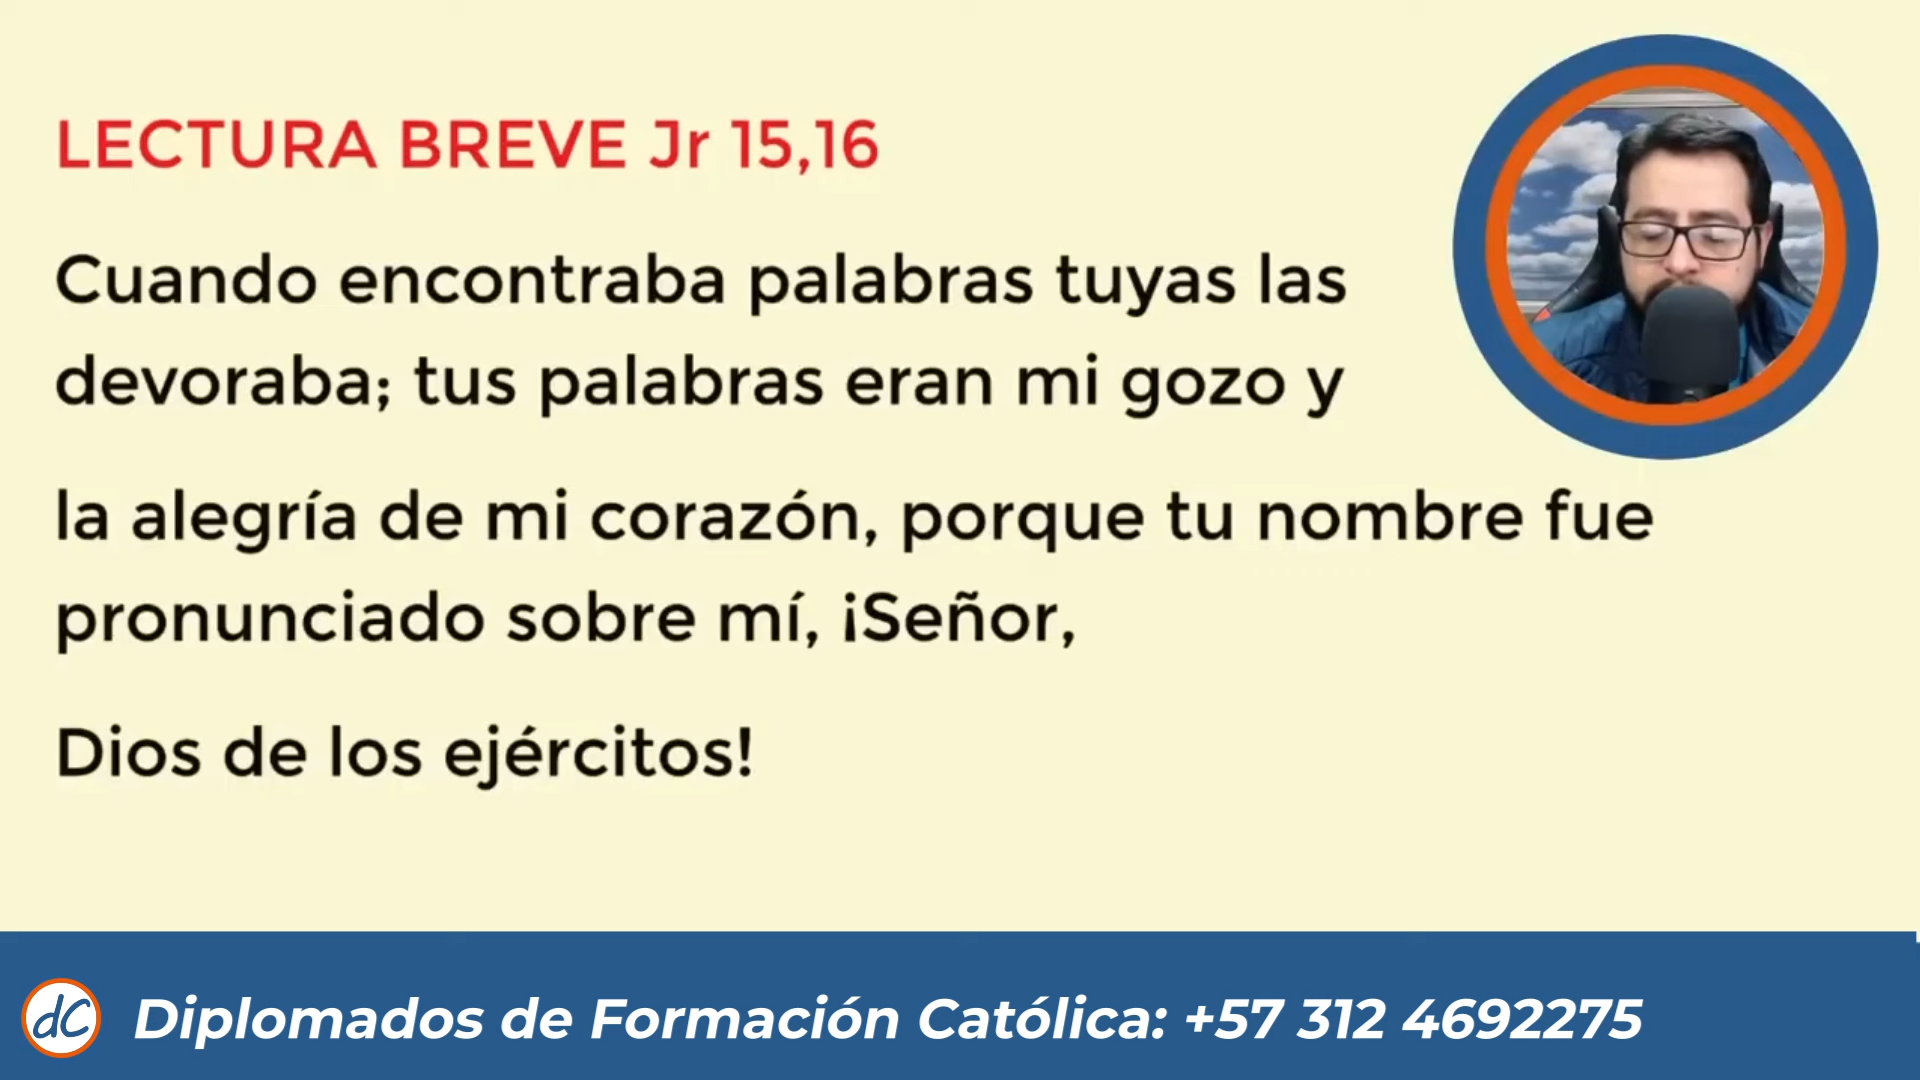 LECTURA BREVE Jr 15,16
Cuando encontraba palabras tuyas las
devoraba; tus palabras eran mi gozo y
la alegría de mi corazón, porque tu nombre fue
pronunciado sobre mí, ¡Señor,
Dios de los ejércitos!
dC Diplomados de Formación Católica: +57 312 4692275